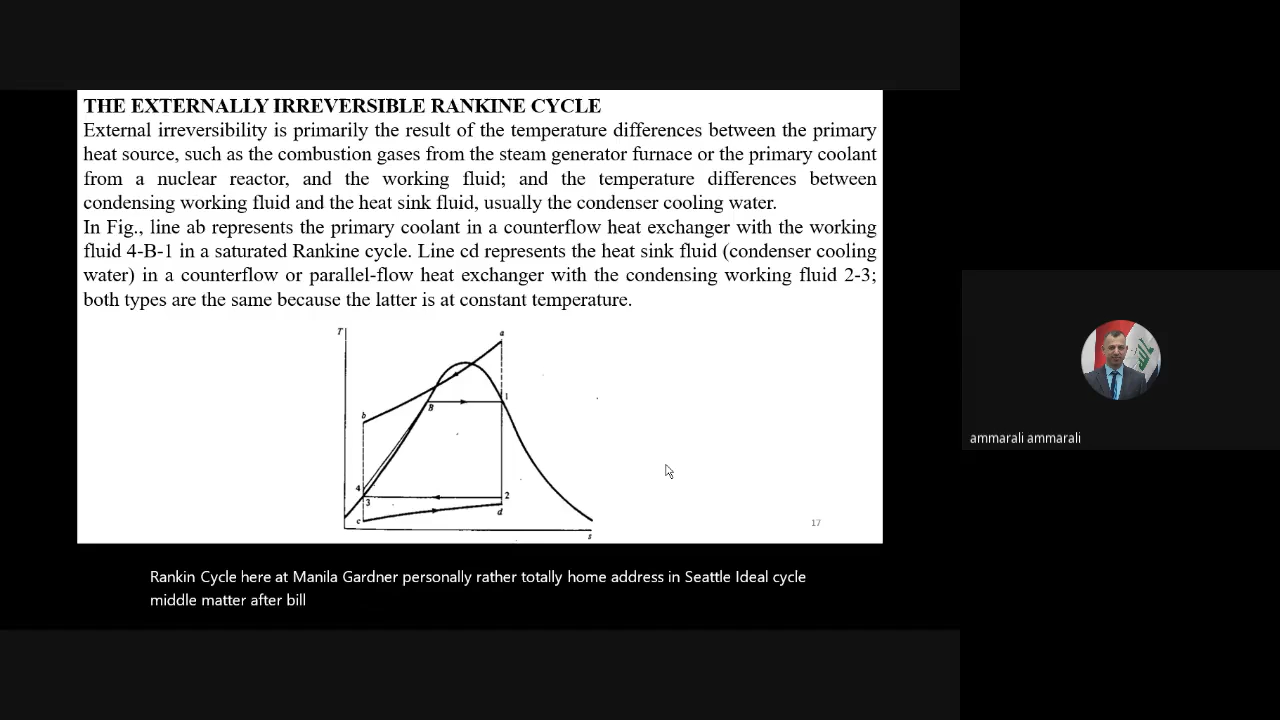 THE EXTERNALLY IRREVERSIBLE RANKINE CYCLE
External irreversibility is primarily the result of the temperature differences between the primary
heat source, such as the combustion gases from the steam generator furnace or the primary coolant
from a nuclear reactor, and the working fluid; and the temperature differences between
condensing working fluid and the heat sink fluid, usually the condenser cooling water.
In Fig., line ab represents the primary coolant in a counterflow heat exchanger with the working
fluid 4-B-1 in a saturated Rankine cycle. Line cd represents the heat sink fluid (condenser cooling
water) in a counterflow or parallel-flow heat exchanger with the condensing working fluid 2-3;
both types are the same because the latter is at constant temperature.
T
a
1
B
b
4
3
2
c
d
s
17
ammarali ammarali
Rankin Cycle here at Manila Gardner personally rather totally home address in Seattle Ideal cycle
middle matter after bill